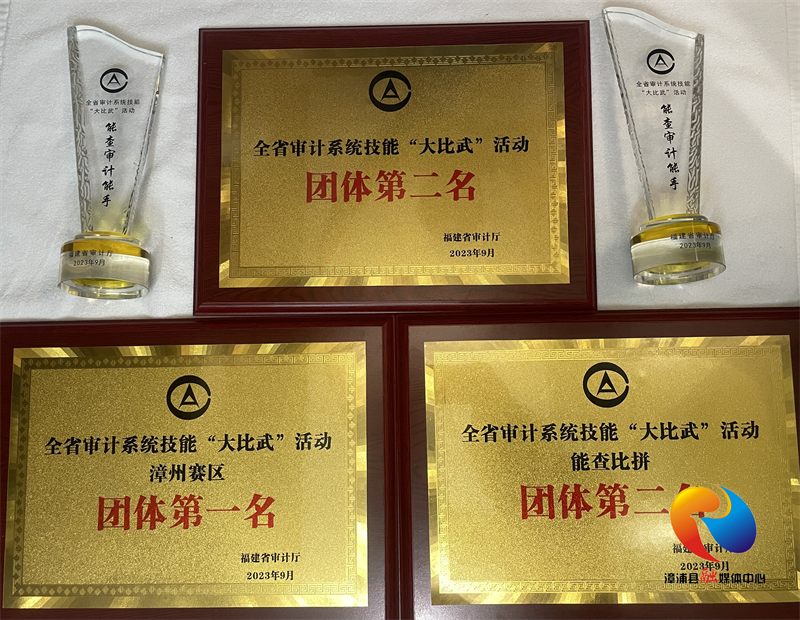 全省审计系统技能
“大比武”活动
能查审计能手
福建省审计厅
2023年9月
全省审计系统技能“大比武”活动
团体第二名
福建省审计厅
2023年9月
全省审计系统技能
“大比武”活动
能查审计能手
福建省审计厅
2023年9月
全省审计系统技能“大比武”活动
漳州赛区
团体第一名
福建省审计厅
2023年9月
全省审计系统技能“大比武”活动
能查比拼
团体第二名
福建省审计厅
2023年9月
漳浦县融媒体中心